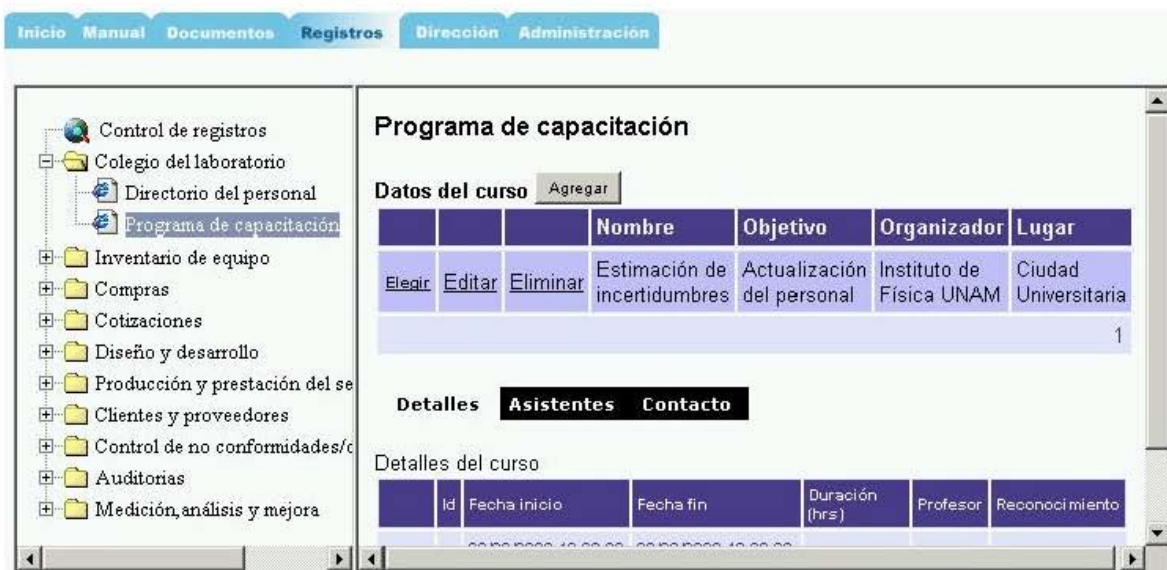 Inicio Manual Documentos Registros Dirección Administración
Control de registros
Colegio del laboratorio
Directorio del personal
Programa de capacitación
Inventario de equipo
Compras
Cotizaciones
Diseño y desarrollo
Producción y prestación del se
Clientes y proveedores
Control de no conformidades/c
Auditorias
Medición,análisis y mejora
Programa de capacitación
Datos del curso Agregar
Nombre Objetivo Organizador Lugar
Elegir Editar Eliminar Estimación de incertidumbres Actualización del personal Instituto de Física UNAM Ciudad Universitaria
1
Detalles Asistentes Contacto
Detalles del curso
Id Fecha inicio Fecha fin Duración (hrs) Profesor Reconocimiento